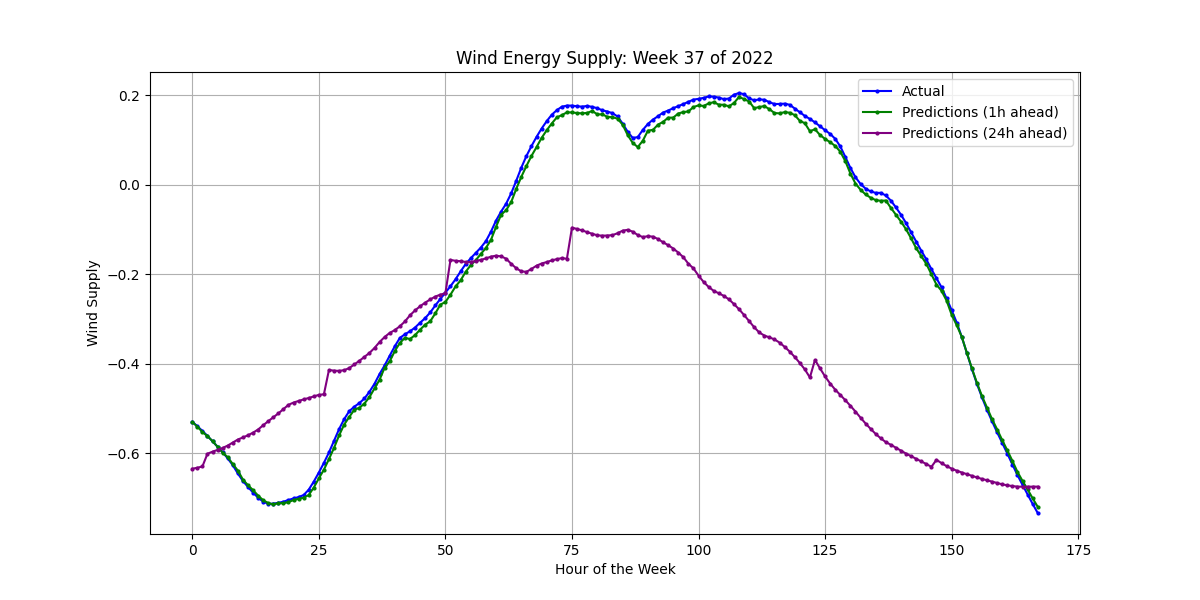 Wind Energy Supply: Week 37 of 2022
Actual
Predictions (1h ahead)
Predictions (24h ahead)
0.2
0.0
−0.2
−0.4
−0.6
Wind Supply
0 25 50 75 100 125 150 175
Hour of the Week